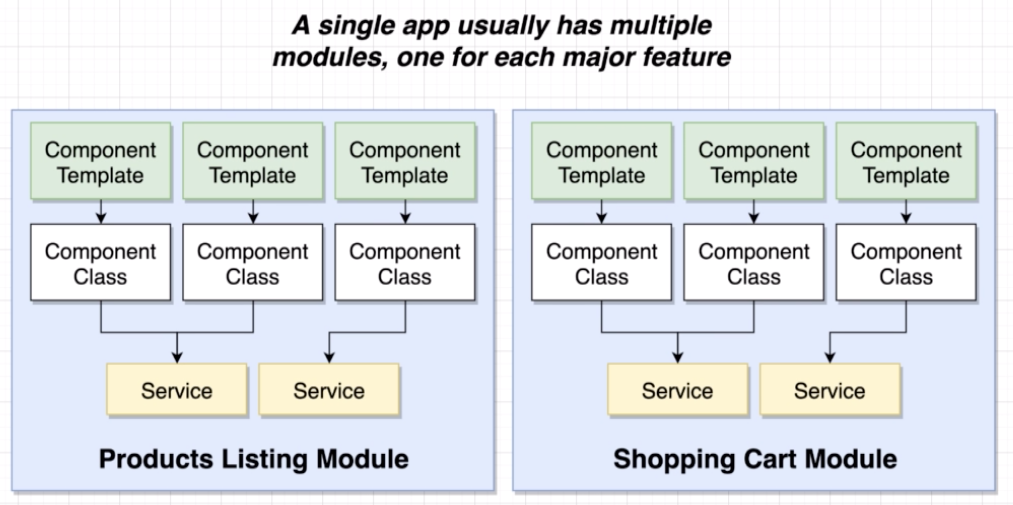 A single app usually has multiple
modules, one for each major feature
Component
Template
Component
Template
Component
Template
Component
Class
Component
Class
Component
Class
Service
Service
Products Listing Module
Component
Template
Component
Template
Component
Template
Component
Class
Component
Class
Component
Class
Service
Service
Shopping Cart Module